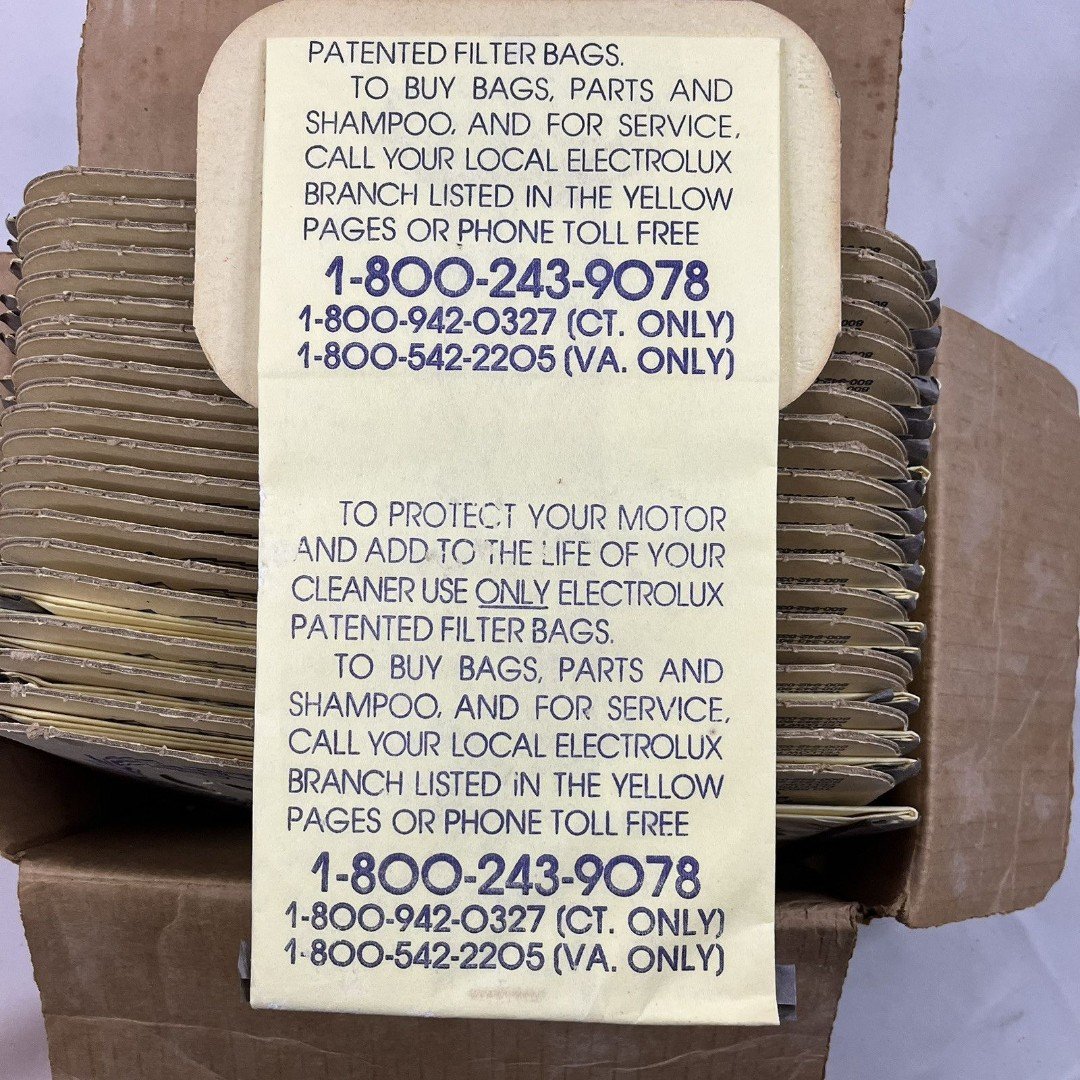 PATENTED FILTER BAGS.
TO BUY BAGS, PARTS AND
SHAMPOO, AND FOR SERVICE,
CALL YOUR LOCAL ELECTROLUX
BRANCH LISTED IN THE YELLOW
PAGES OR PHONE TOLL FREE
1-800-243-9078
1-800-942-0327 (CT. ONLY)
1-800-542-2205 (VA. ONLY)
TO PROTECT YOUR MOTOR
AND ADD TO THE LIFE OF YOUR
CLEANER USE ONLY ELECTROLUX
PATENTED FILTER BAGS.
TO BUY BAGS, PARTS AND
SHAMPOO, AND FOR SERVICE,
CALL YOUR LOCAL ELECTROLUX
BRANCH LISTED iN THE YELLOW
PAGES OR PHONE TOLL FREE
1-800-243-9078
1-800-942-0327 (CT. ONLY)
1-800-542-2205 (VA. ONLY)